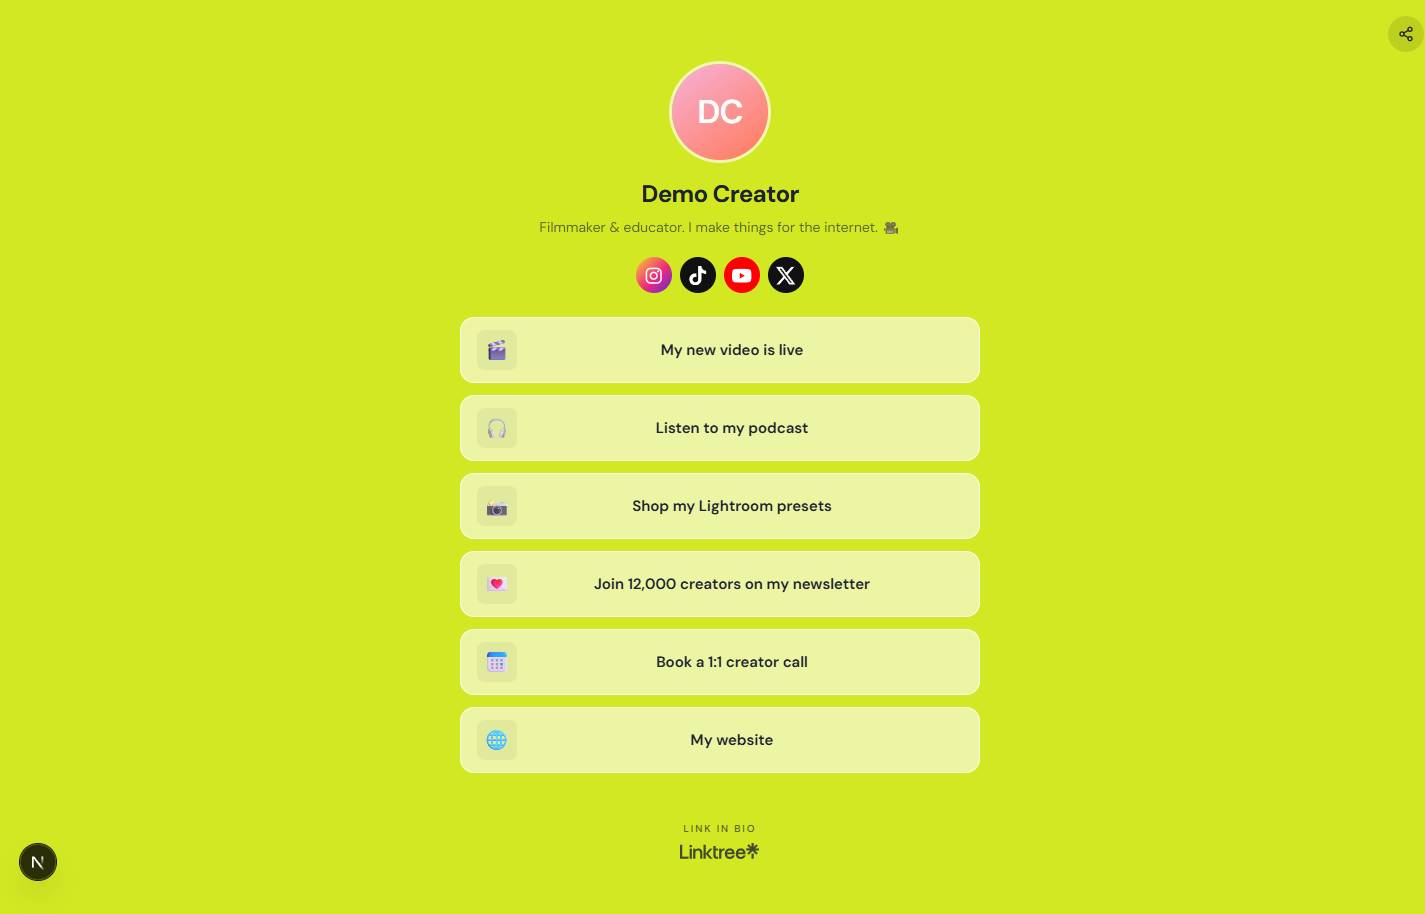 DC
Demo Creator
Filmmaker & educator. I make things for the internet. 🎥
My new video is live
Listen to my podcast
Shop my Lightroom presets
Join 12,000 creators on my newsletter
Book a 1:1 creator call
My website
LINK IN BIO
Linktree
N